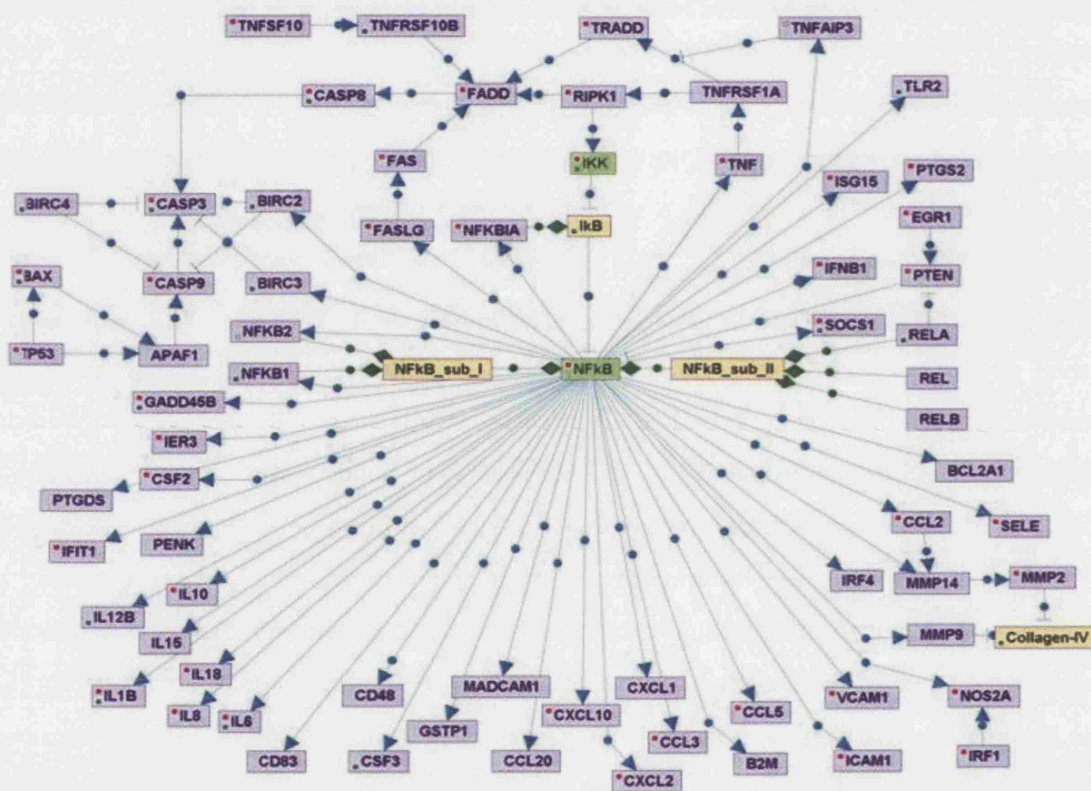 TNFSF10
TNFRSF10B
TRADD
TNFAIP3
CASP8
FADD
RIPK1
TNFRSF1A
TLR2
FAS
IKK
TNF
ISG15
PTGS2
BIRC4
CASP3
BIRC2
FASLG
NFKBIA
IkB
EGR1
BAX
CASP9
BIRC3
IFNB1
PTEN
TP53
APAF1
NFKB2
SOCS1
RELA
NFKB1
NFkB_sub_I
NFkB
NFkB_sub_II
REL
GADD45B
RELB
IER3
PTGDS
CSF2
BCL2A1
IFIT1
PENK
CCL2
SELE
IL10
IRF4
MMP14
MMP2
IL12B
IL15
MMP9
Collagen-IV
IL1B
IL18
CD48
MADCAM1
CXCL1
VCAM1
NOS2A
IL8
IL6
GSTP1
CXCL10
CCL5
CD83
CSF3
CCL20
CXCL2
CCL3
B2M
ICAM1
IRF1